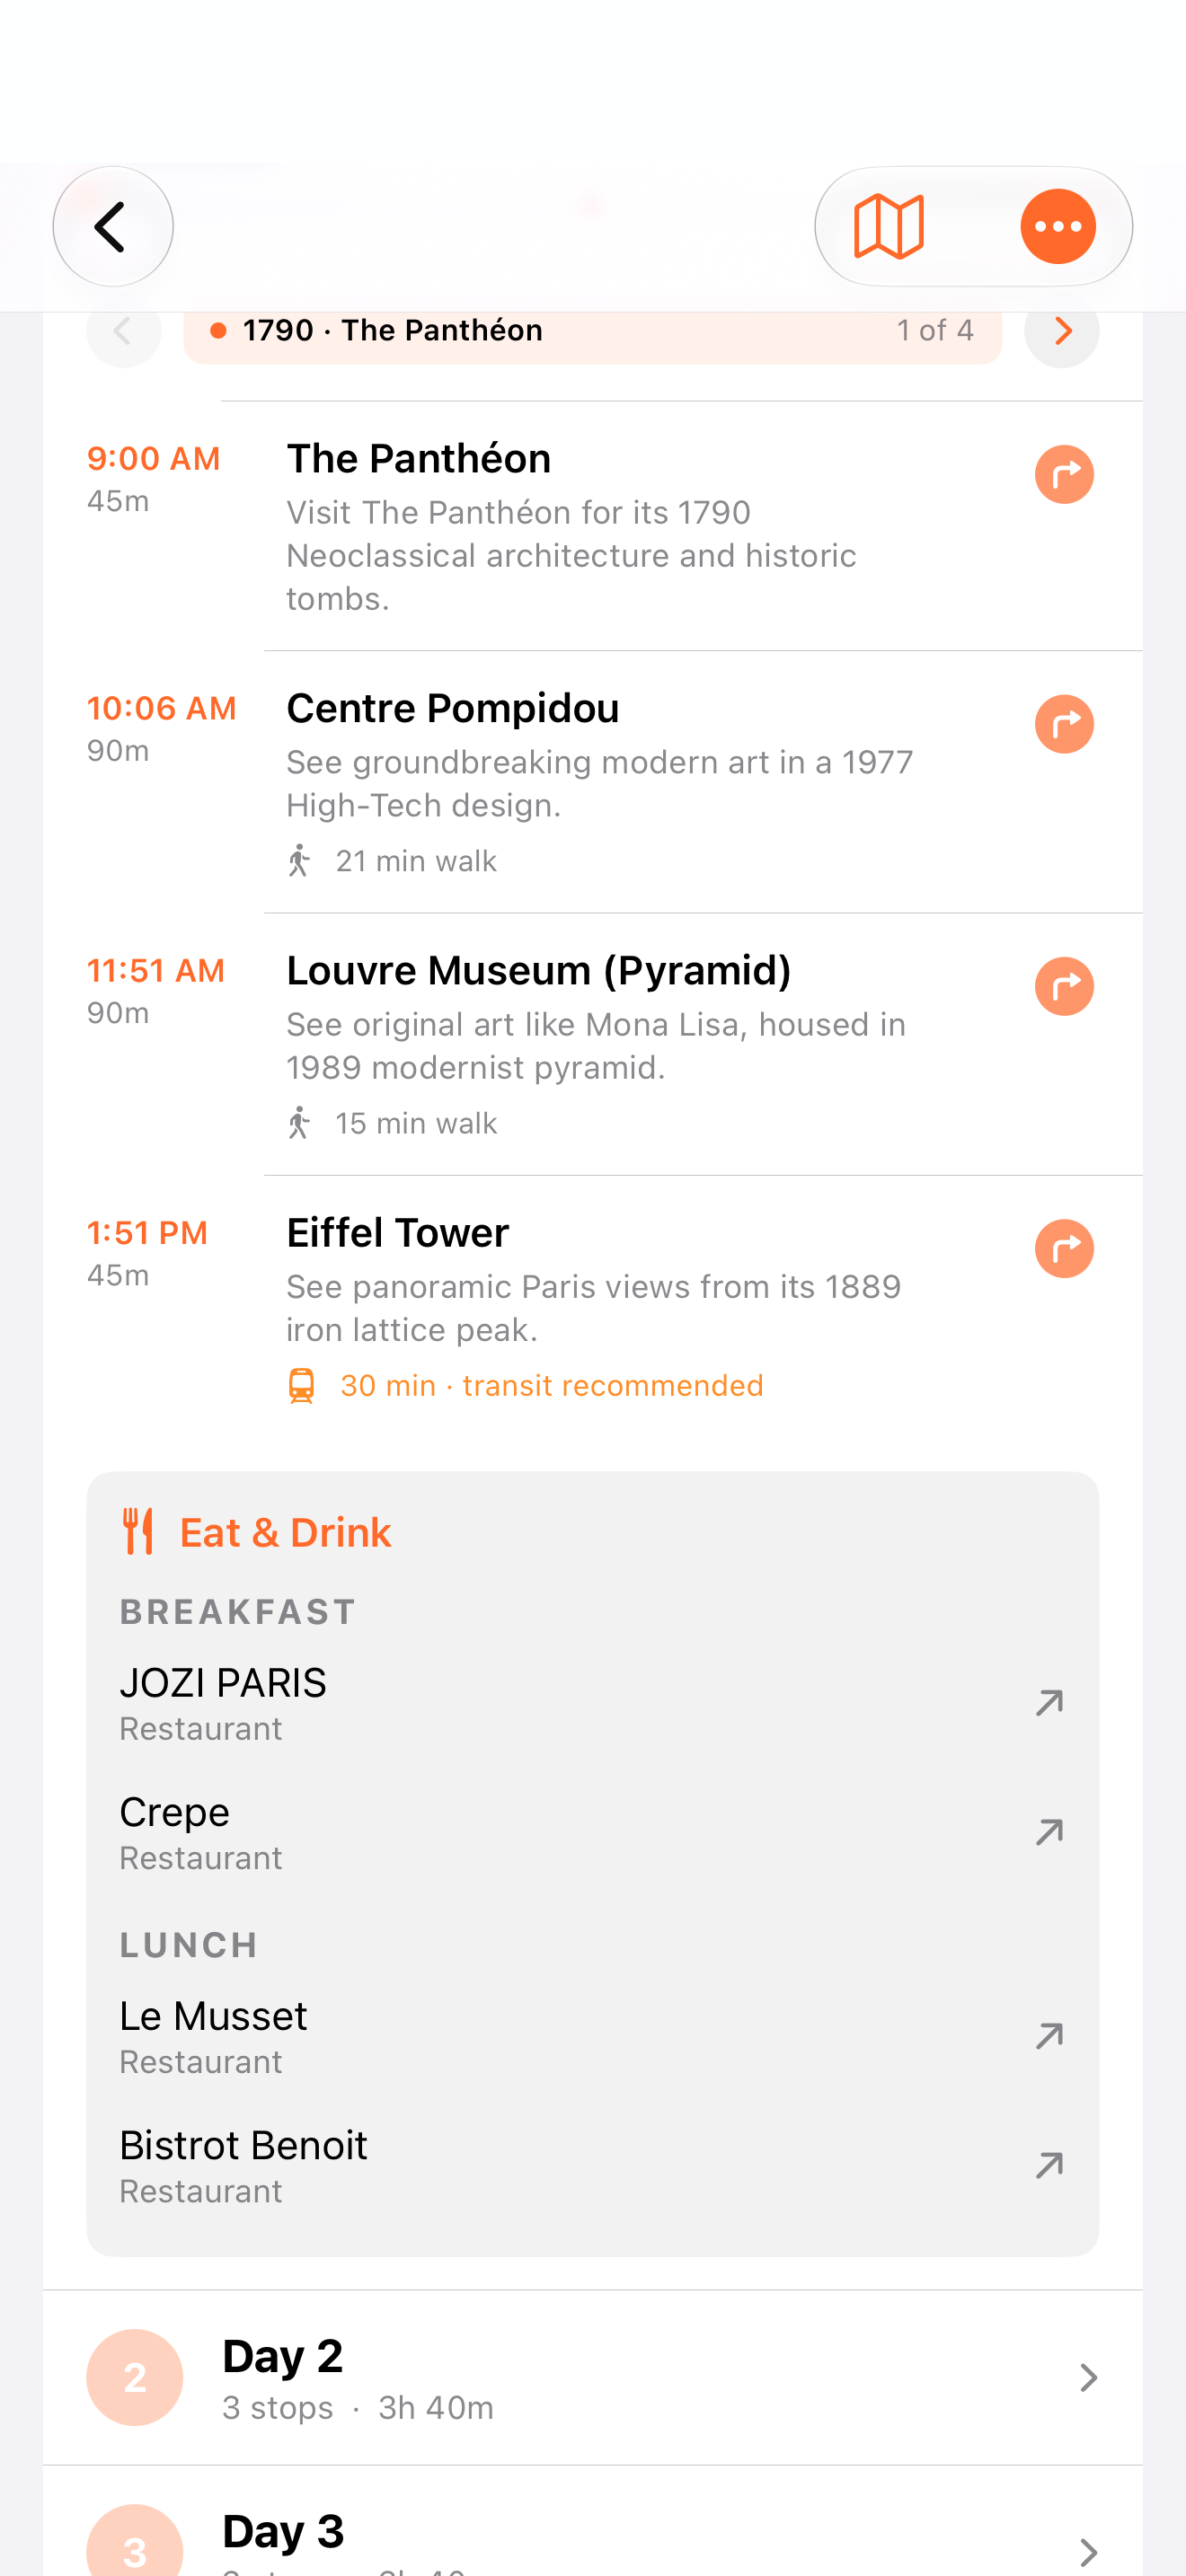 1790 · The Panthéon
1 of 4
9:00 AM
45m
The Panthéon
Visit The Panthéon for its 1790
Neoclassical architecture and historic
tombs.
10:06 AM
90m
Centre Pompidou
See groundbreaking modern art in a 1977
High-Tech design.
21 min walk
11:51 AM
90m
Louvre Museum (Pyramid)
See original art like Mona Lisa, housed in
1989 modernist pyramid.
15 min walk
1:51 PM
45m
Eiffel Tower
See panoramic Paris views from its 1889
iron lattice peak.
30 min · transit recommended
Eat & Drink
BREAKFAST
JOZI PARIS
Restaurant
Crepe
Restaurant
LUNCH
Le Musset
Restaurant
Bistrot Benoit
Restaurant
2
Day 2
3 stops · 3h 40m
3
Day 3